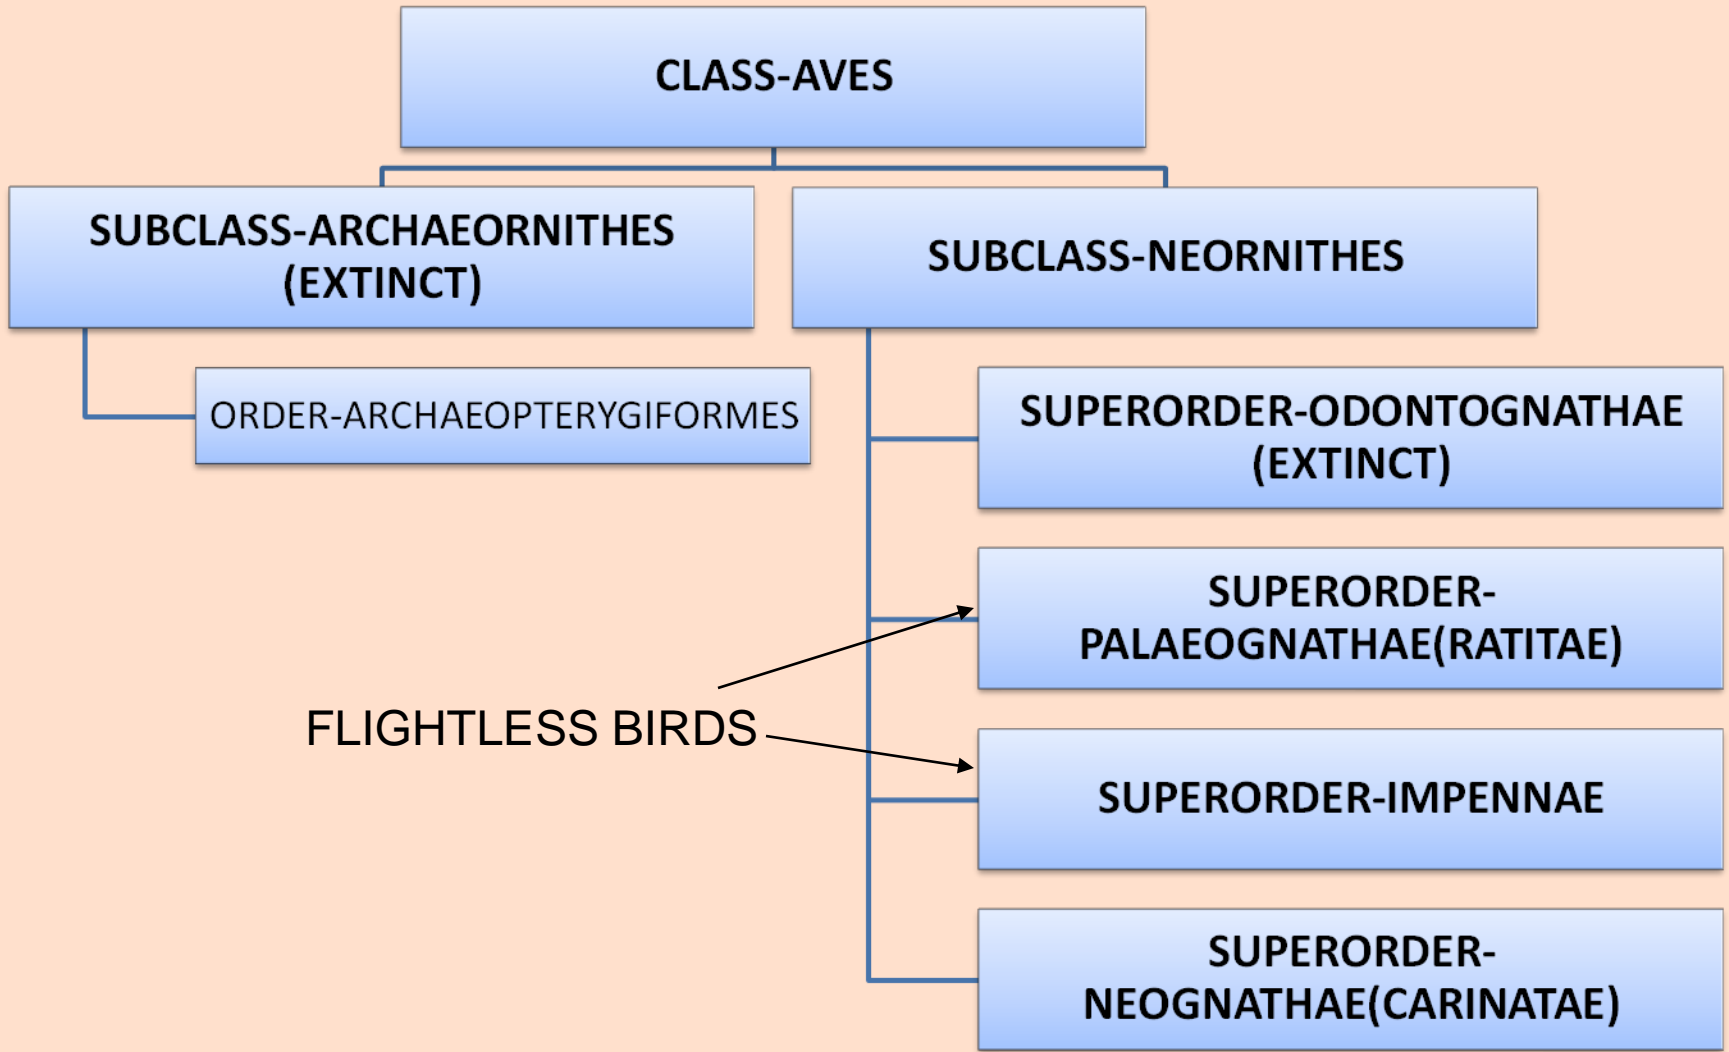 CLASS-AVES
SUBCLASS-ARCHAEORNITHES
(EXTINCT)
SUBCLASS-NEORNITHES
ORDER-ARCHAEOPTERYGIFORMES
SUPERORDER-ODONTOGNATHAE
(EXTINCT)
SUPERORDER-
PALAEOGNATHAE(RATITAE)
FLIGHTLESS BIRDS
SUPERORDER-IMPENNAE
SUPERORDER-
NEOGNATHAE(CARINATAE)